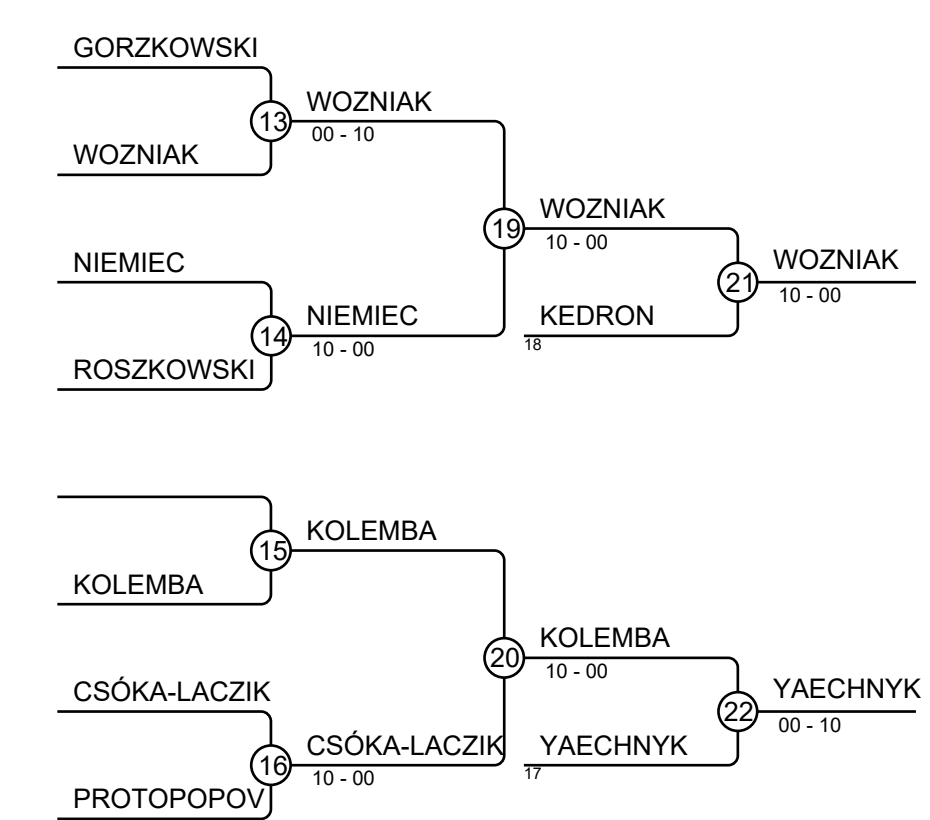 GORZKOWSKI
13
WOZNIAK
00 - 10
WOZNIAK
19
WOZNIAK
10 - 00
NIEMIEC
14
NIEMIEC
10 - 00
ROSZKOWSKI
KEDRON
18
21
WOZNIAK
10 - 00
15
KOLEMBA
KOLEMBA
20
KOLEMBA
10 - 00
CSÓKA-LACZIK
16
CSÓKA-LACZIK
10 - 00
PROTOPOPOV
YAECHNYK
17
22
YAECHNYK
00 - 10